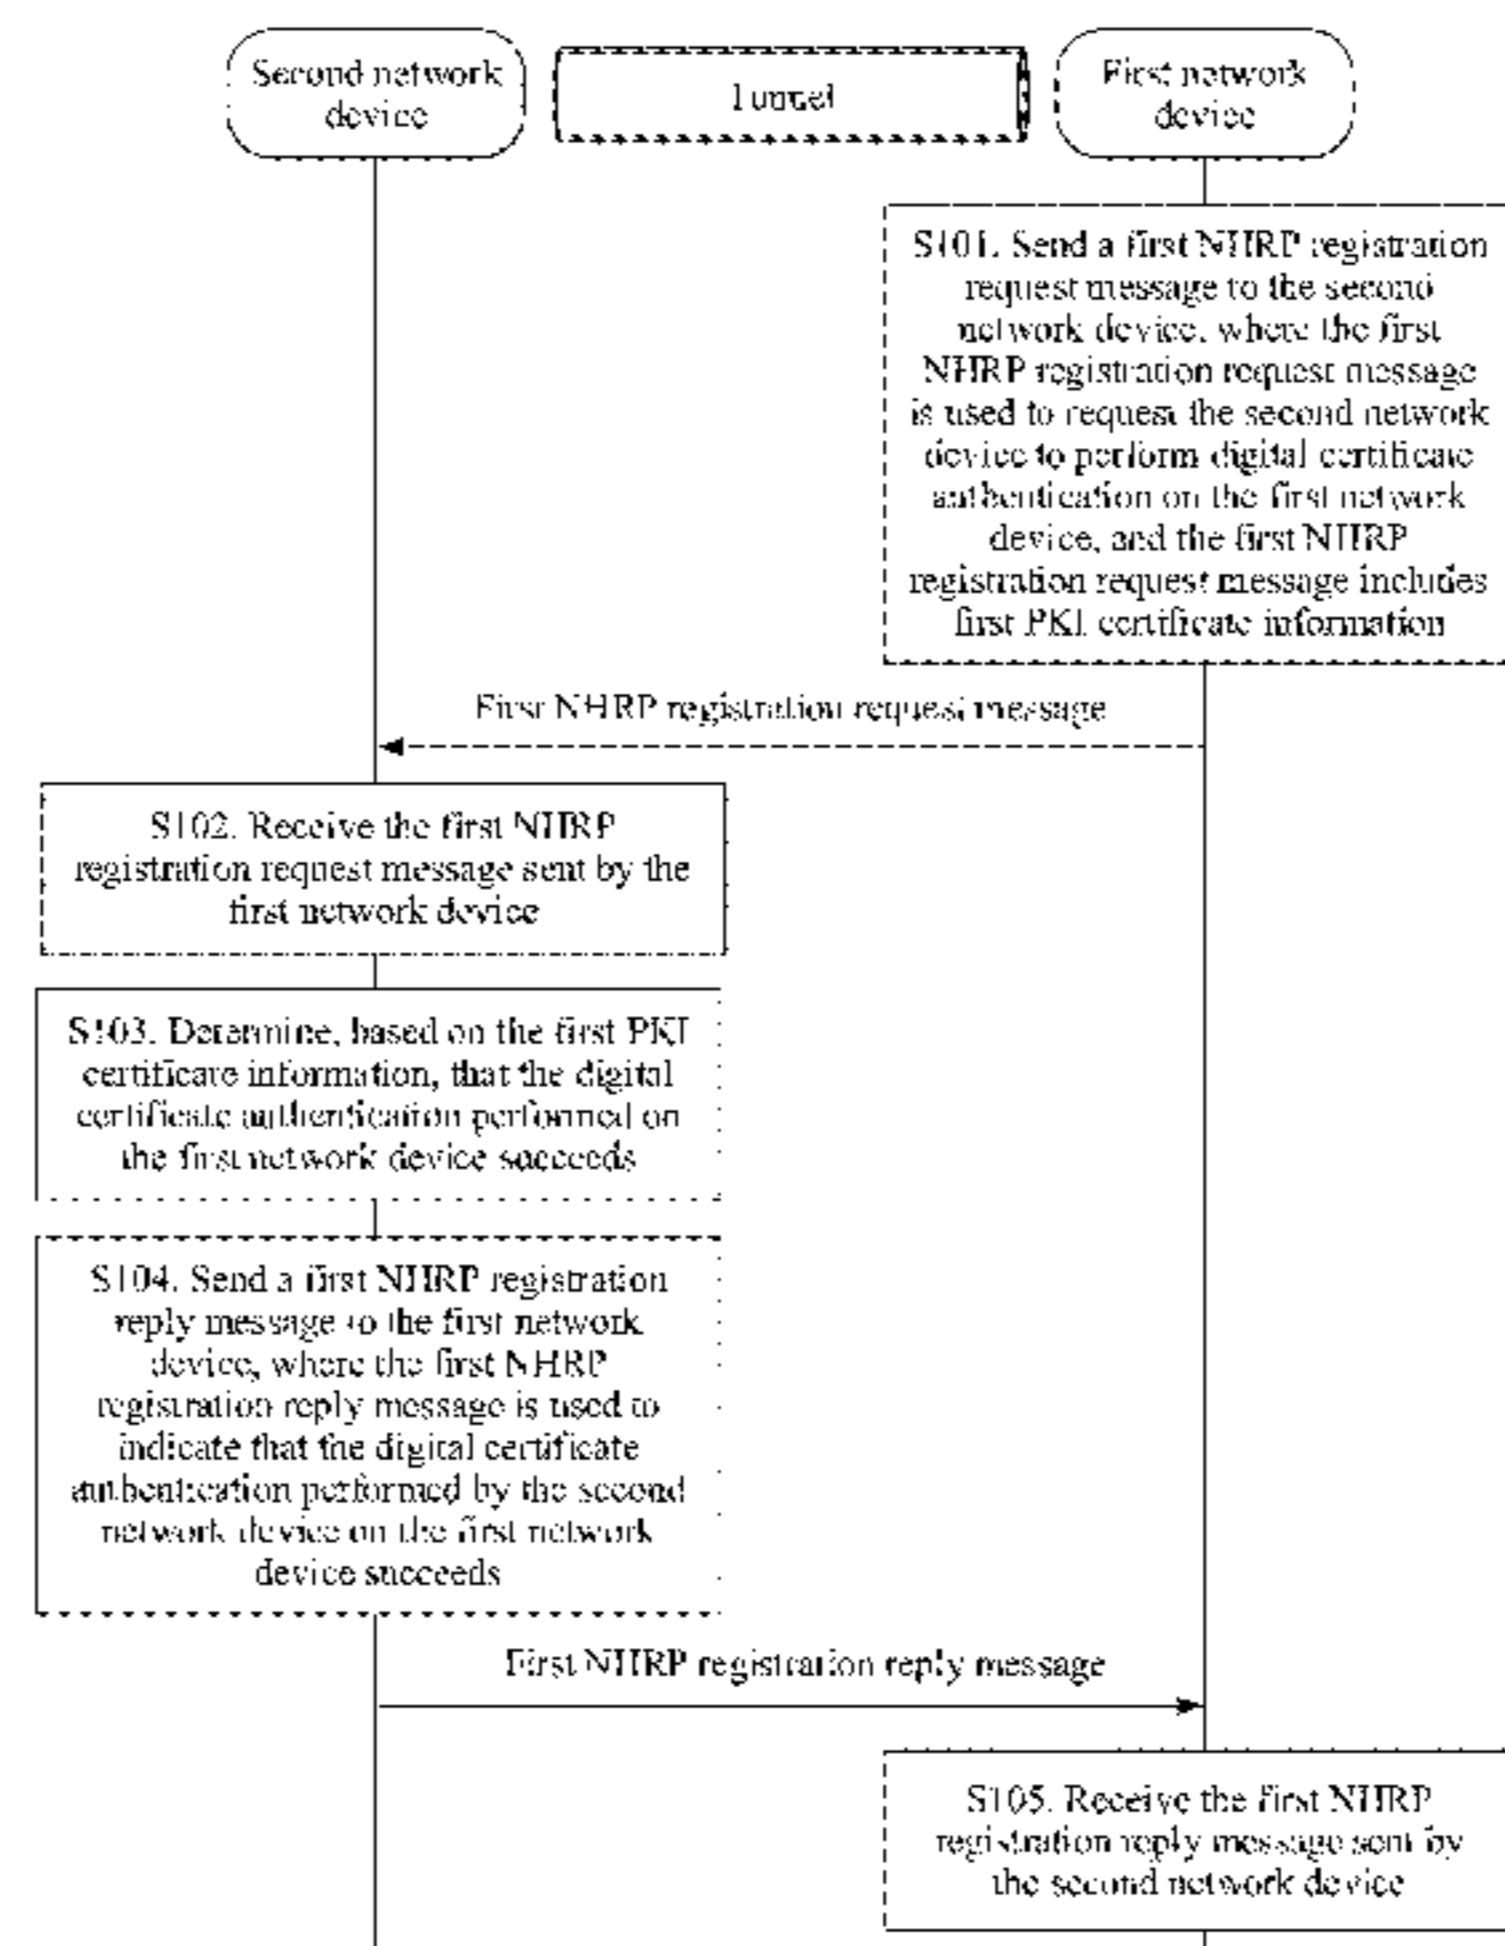 Second network
device
Tunnel
First network
device
S101. Send a first NHRP registration
request message to the second
network device, where the first
NHRP registration request message
is used to request the second network
device to perform digital certificate
authentication on the first network
device, and the first NHRP
registration request message includes
first PKI certificate information
First NHRP registration request message
S102. Receive the first NHRP
registration request message sent by the
first network device
S103. Determine, based on the first PKI
certificate information, that the digital
certificate authentication performed on
the first network device succeeds
S104. Send a first NHRP registration
reply message to the first network
device, where the first NHRP
registration reply message is used to
indicate that the digital certificate
authentication performed by the second
network device on the first network
device succeeds
First NHRP registration reply message
S105. Receive the first NHRP
registration reply message sent by
the second network device